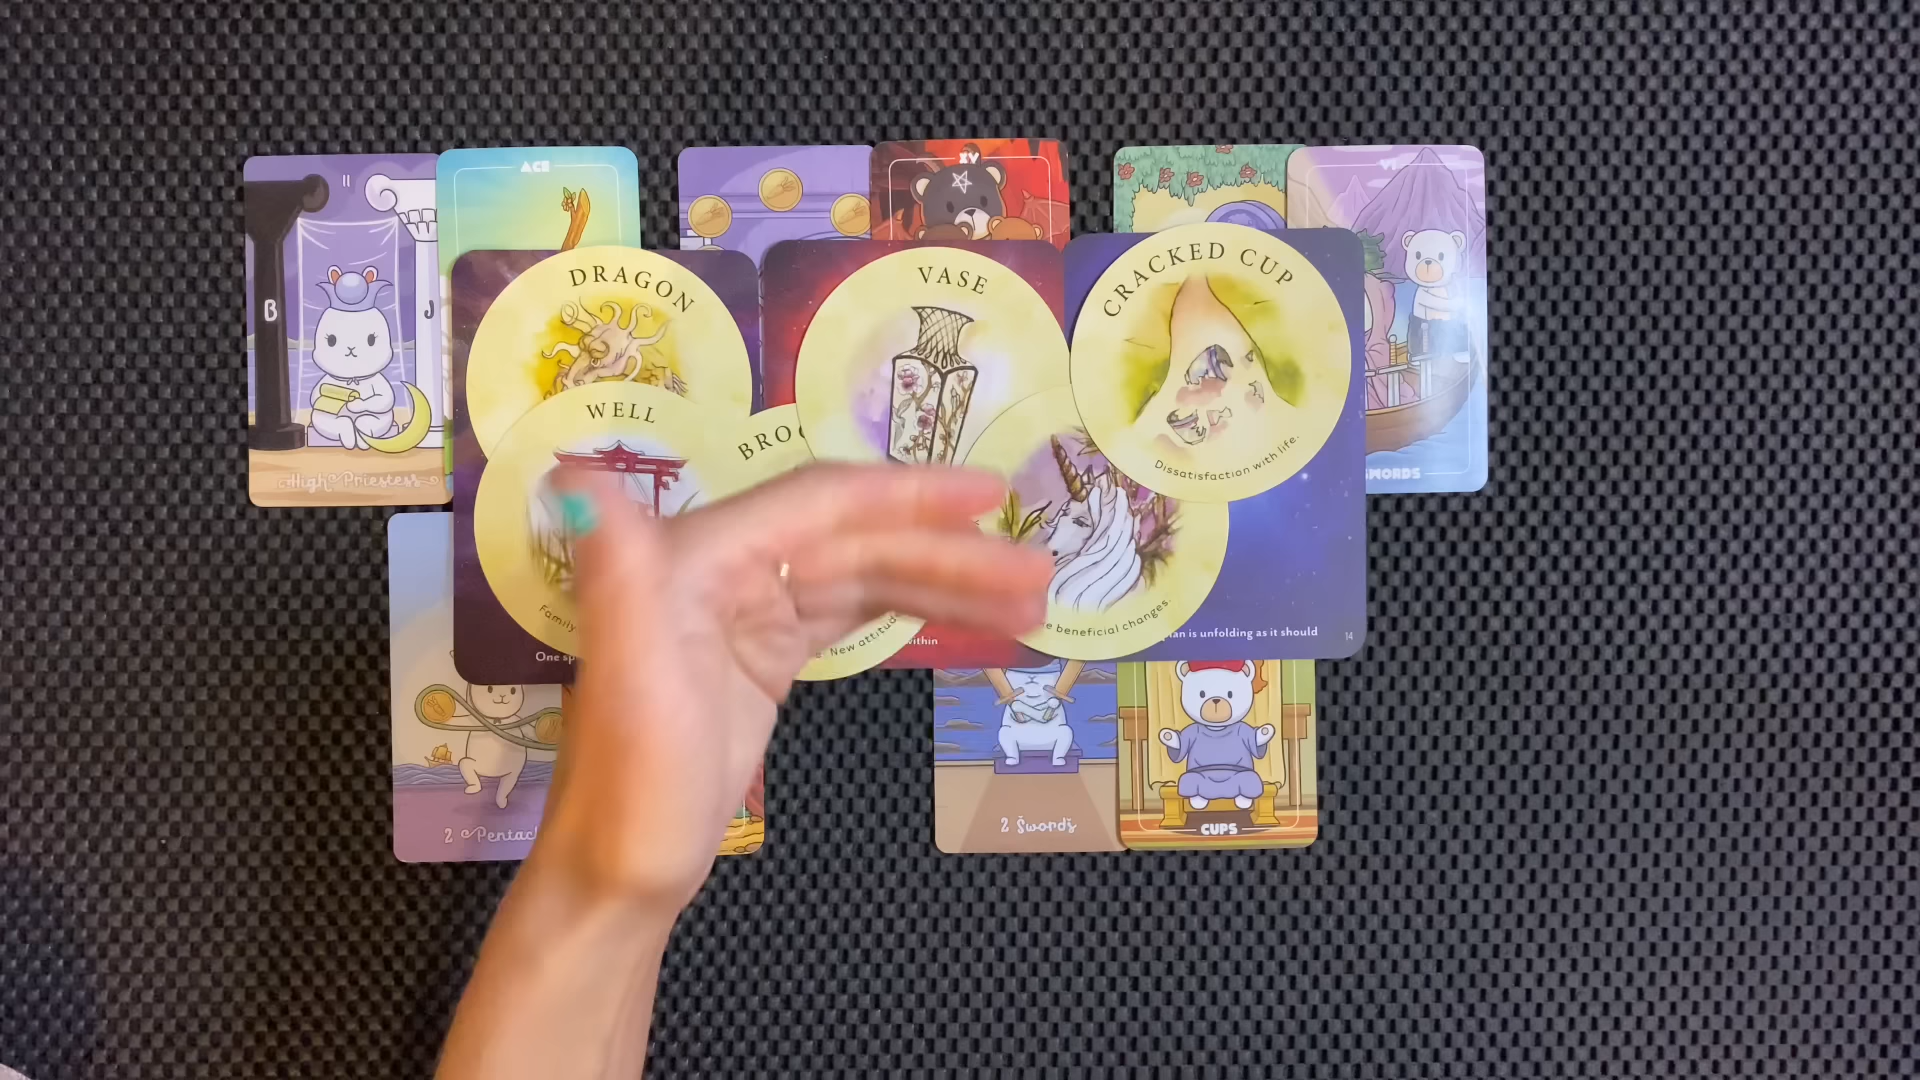 II
ACE
XV
VI
B
J
High Priestess
DRAGON
VASE
CRACKED CUP
Dissatisfaction with life.
SWORDS
WELL
BRO
Family
New attitud
beneficial changes.
One sp
within
plan is unfolding as it should
14
2 Pentac
2 Swords
CUPS